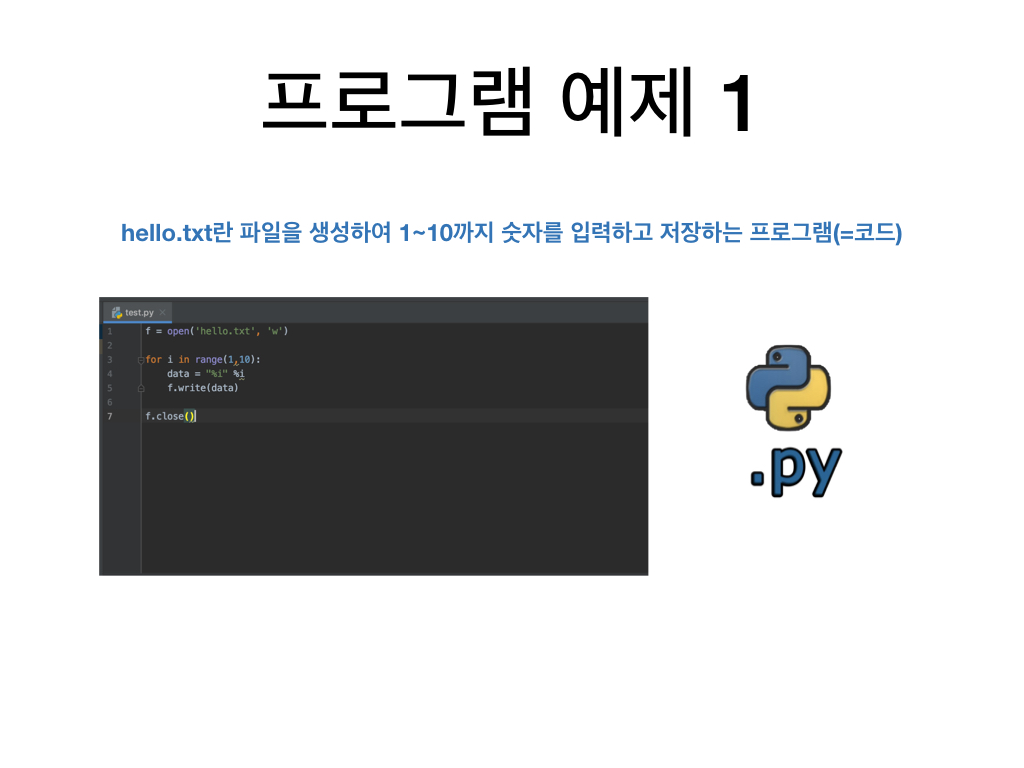 프로그램 예제 1
hello.txt란 파일을 생성하여 1~10까지 숫자를 입력하고 저장하는 프로그램(=코드)
test.py
1 f = open('hello.txt', 'w')
2
3 for i in range(1,10):
4 data = "%i" %i
5 f.write(data)
6
7 f.close()
.py